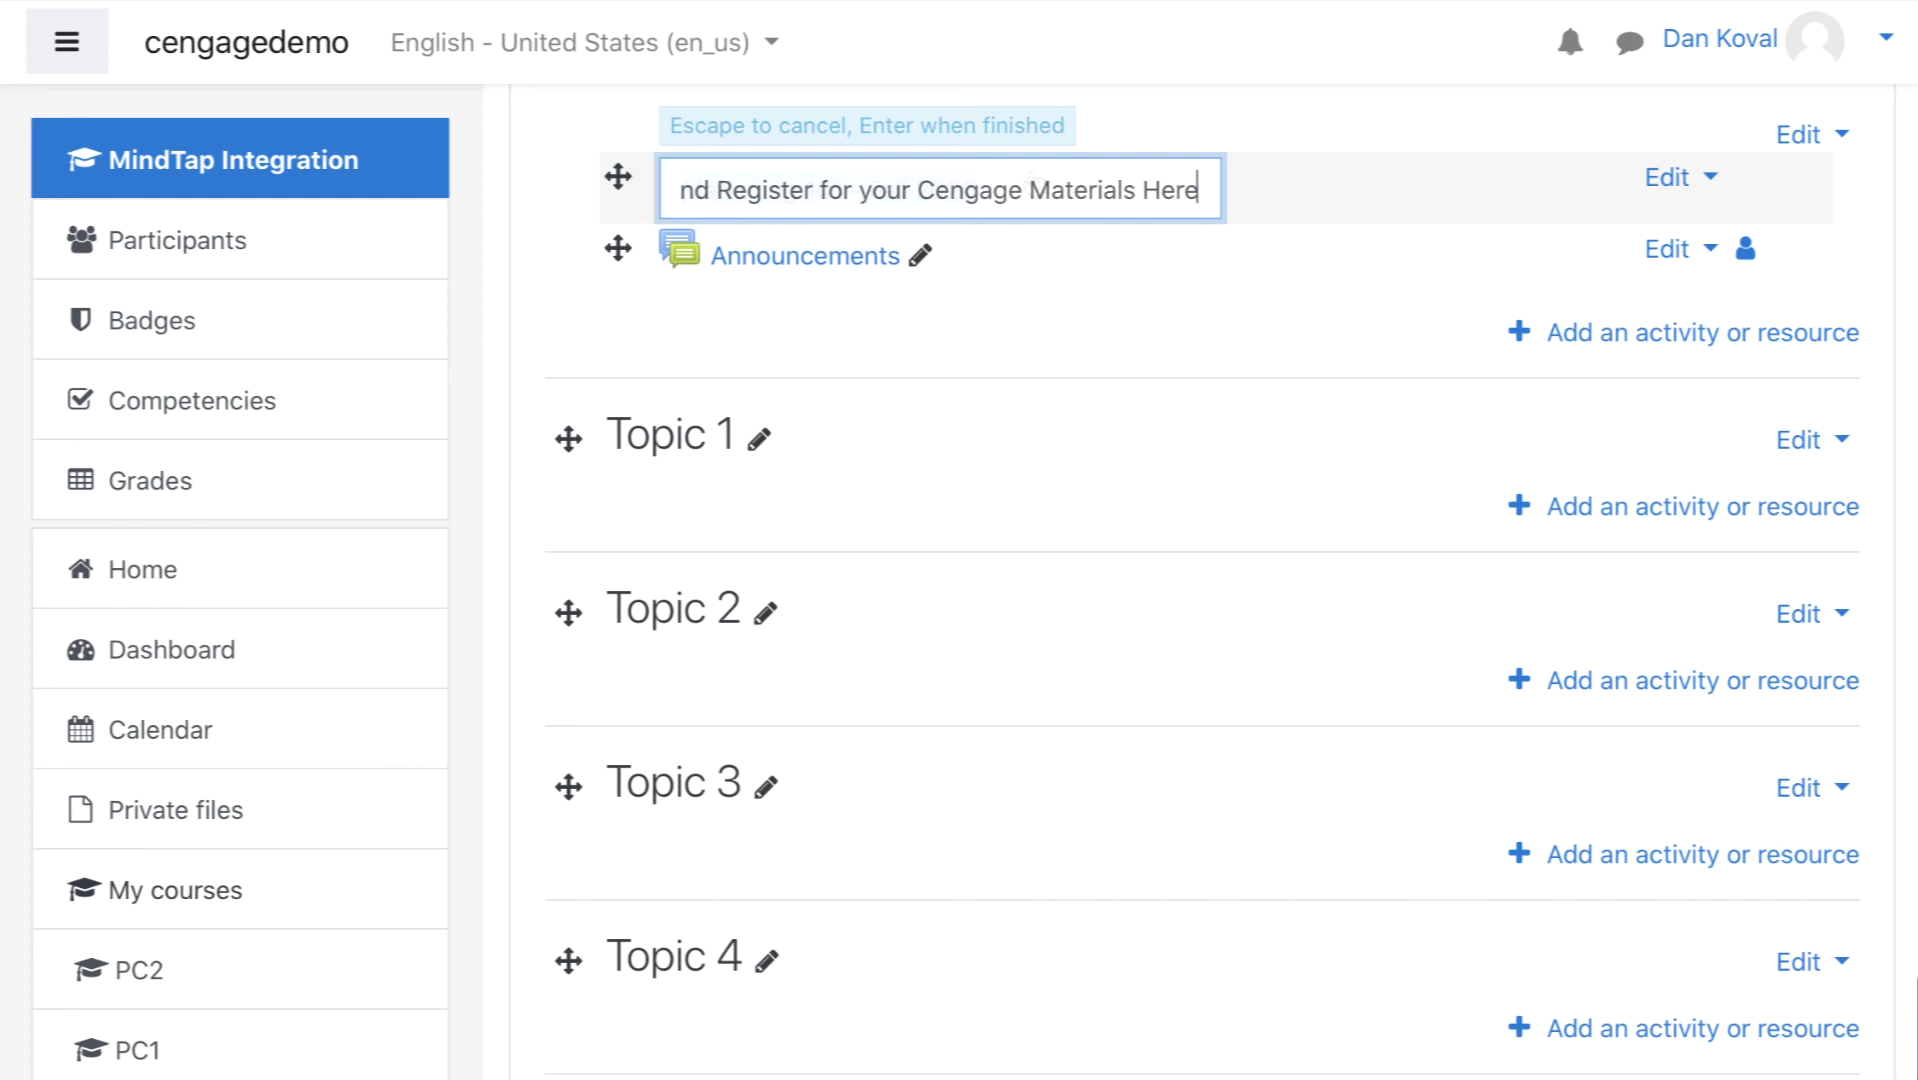 cengagedemo
English - United States (en_us)
Dan Koval
MindTap Integration
Participants
Badges
Competencies
Grades
Home
Dashboard
Calendar
Private files
My courses
PC2
PC1
Escape to cancel, Enter when finished
Edit
nd Register for your Cengage Materials Here
Edit
Announcements
Edit
Add an activity or resource
Topic 1
Edit
Add an activity or resource
Topic 2
Edit
Add an activity or resource
Topic 3
Edit
Add an activity or resource
Topic 4
Edit
Add an activity or resource